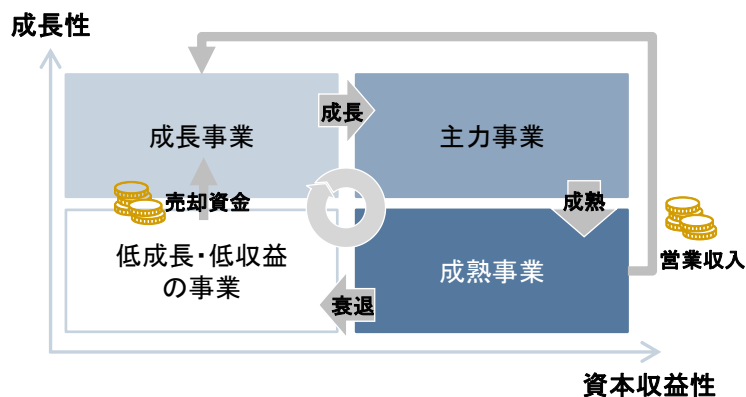 成長性
成長事業
成長
主力事業
売却資金
成熟
低成長・低収益
の事業
成熟事業
営業収入
衰退
資本収益性